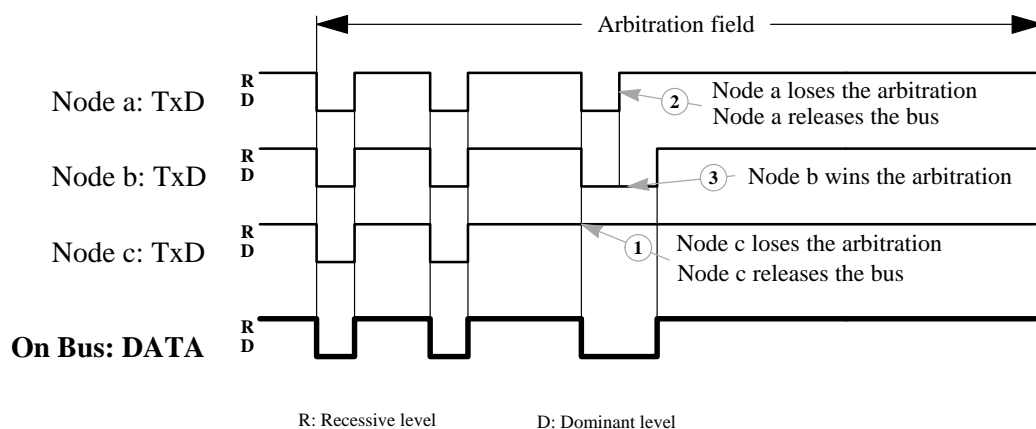 Arbitration field
R
D
Node a: TxD
2
Node a loses the arbitration
Node a releases the bus
R
D
Node b: TxD
3
Node b wins the arbitration
R
D
Node c: TxD
1
Node c loses the arbitration
Node c releases the bus
R
D
On Bus: DATA
R: Recessive level
D: Dominant level